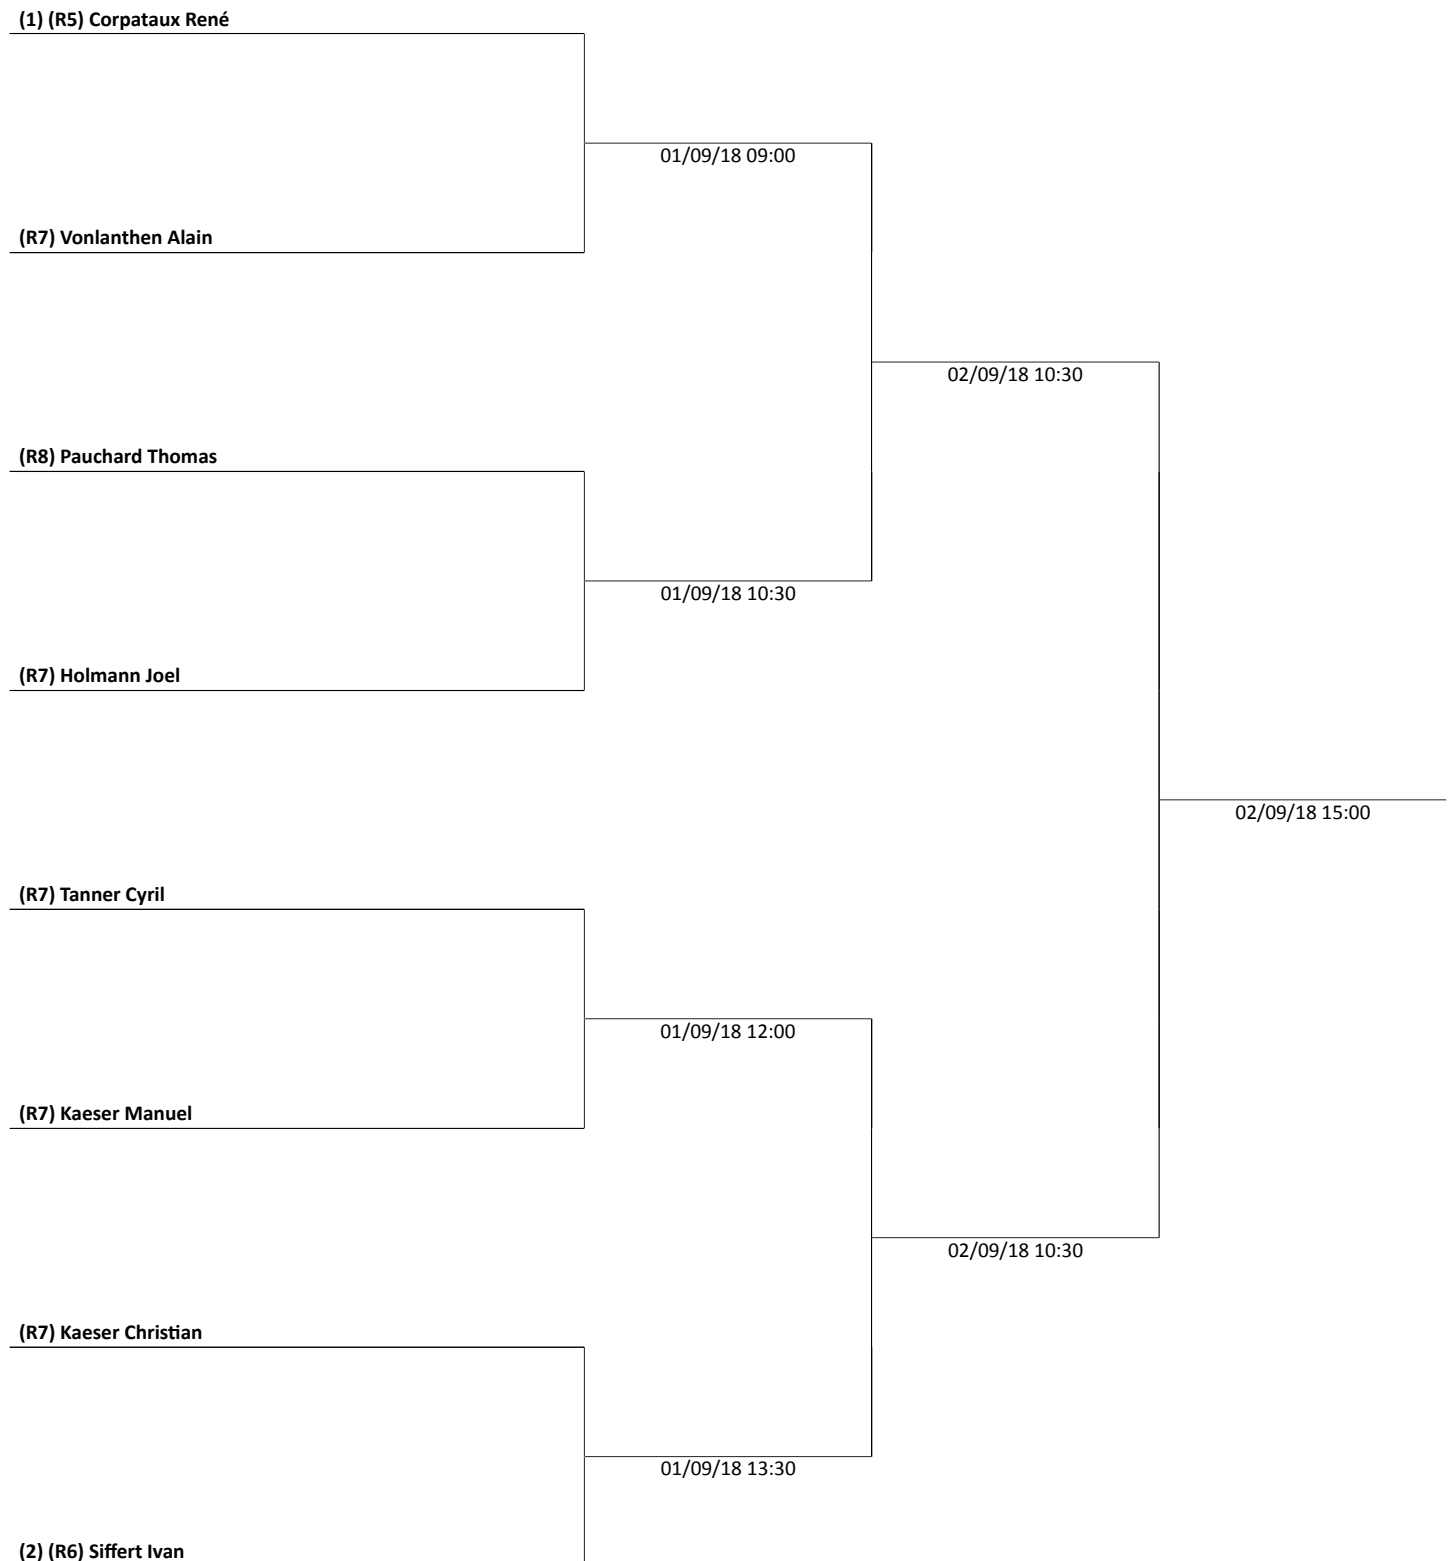 (1) (R5) Corpataux René
01/09/18 09:00
(R7) Vonlanthen Alain
02/09/18 10:30
(R8) Pauchard Thomas
01/09/18 10:30
(R7) Holmann Joel
02/09/18 15:00
(R7) Tanner Cyril
01/09/18 12:00
(R7) Kaeser Manuel
02/09/18 10:30
(R7) Kaeser Christian
01/09/18 13:30
(2) (R6) Siffert Ivan